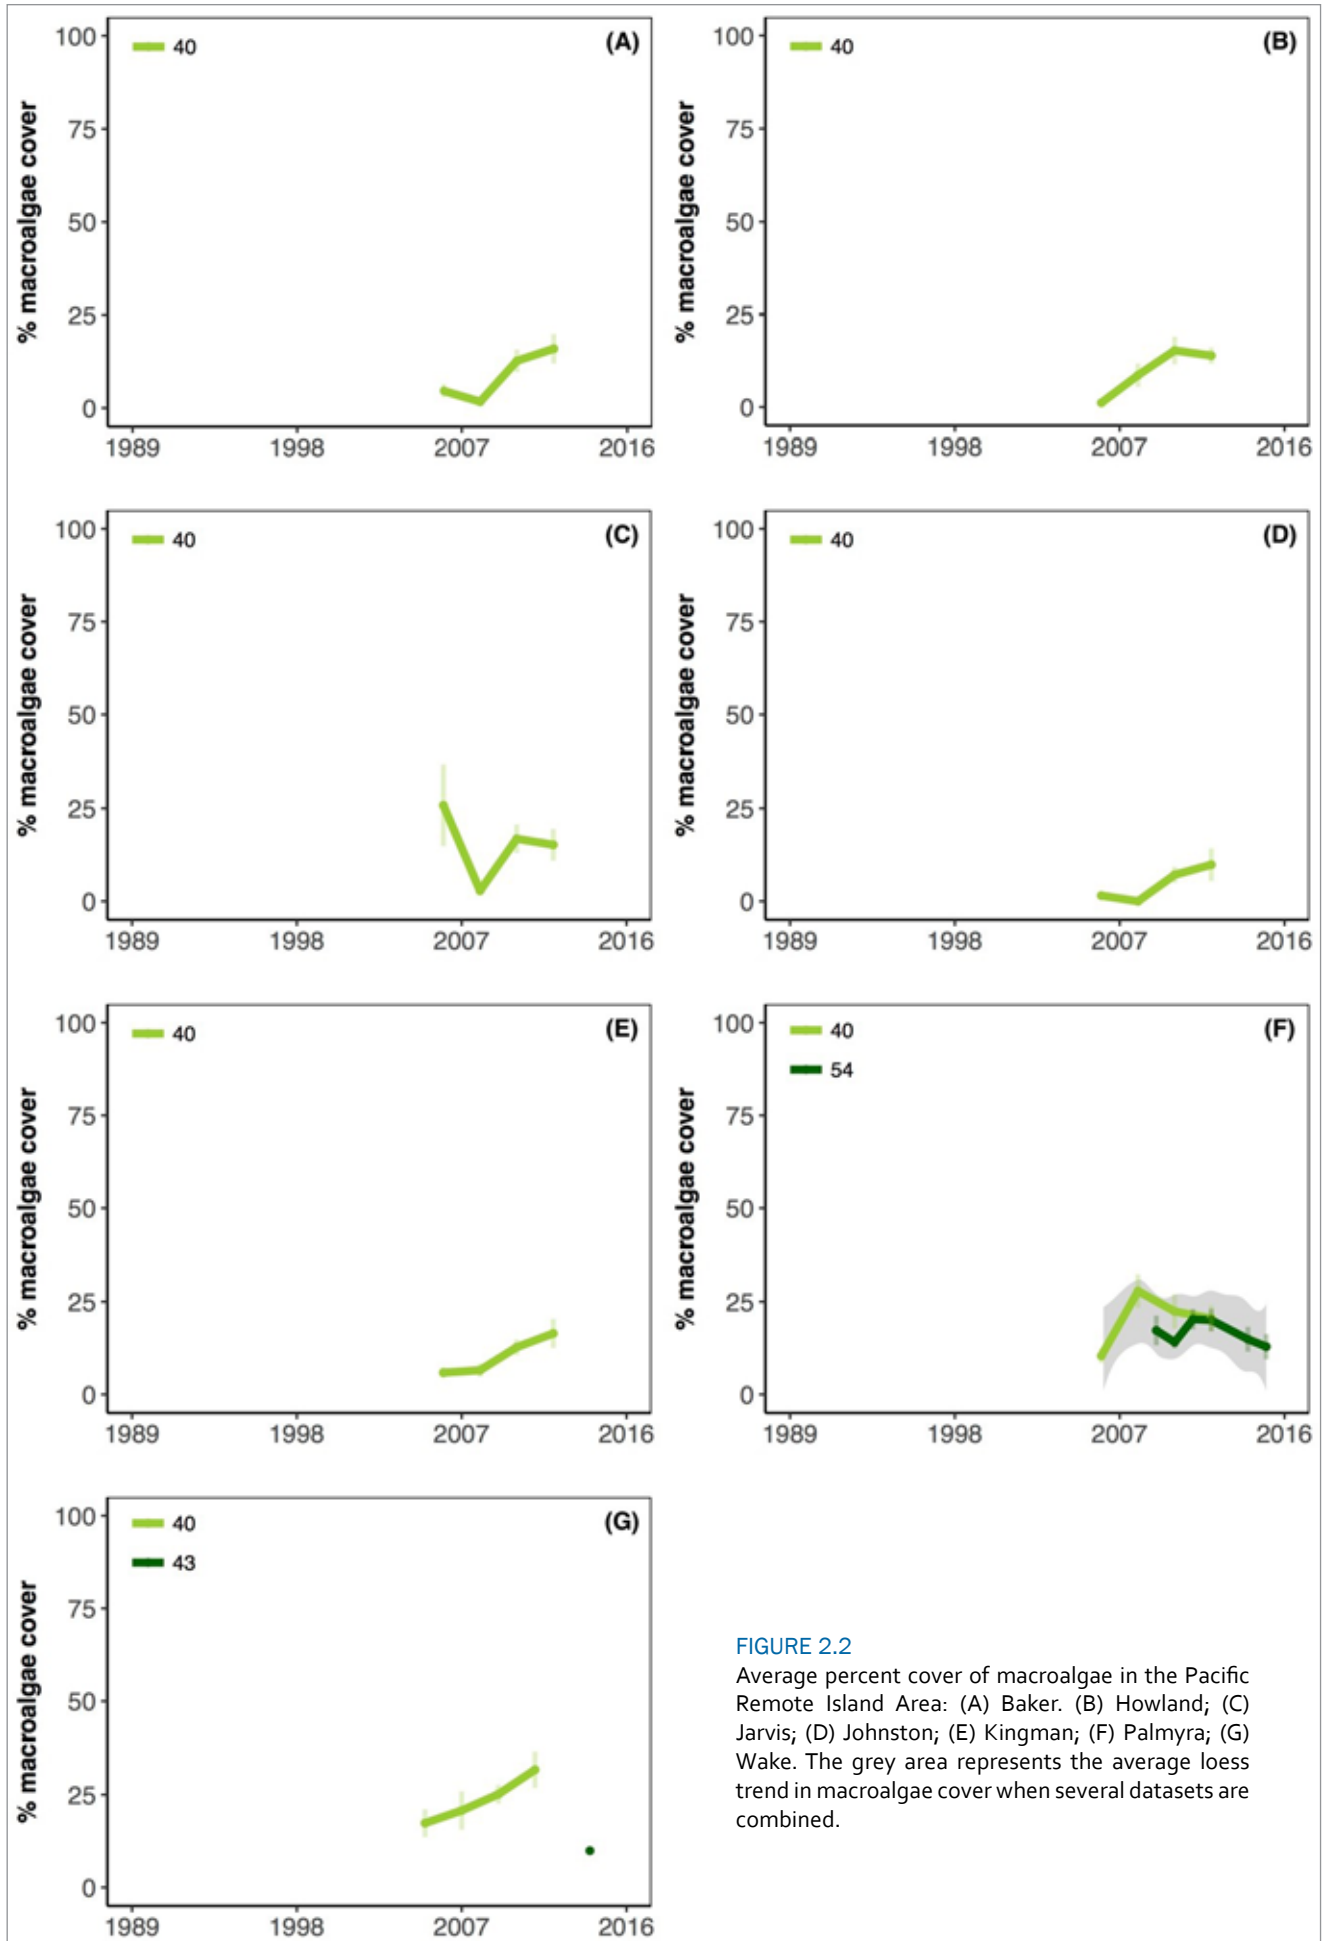 100
75
50
25
0
% macroalgae cover
40
(A)
1989 1998 2007 2016
100
75
50
25
0
% macroalgae cover
40
(B)
1989 1998 2007 2016
100
75
50
25
0
% macroalgae cover
40
(C)
1989 1998 2007 2016
100
75
50
25
0
% macroalgae cover
40
(D)
1989 1998 2007 2016
100
75
50
25
0
% macroalgae cover
40
(E)
1989 1998 2007 2016
100
75
50
25
0
% macroalgae cover
40
54
(F)
1989 1998 2007 2016
100
75
50
25
0
% macroalgae cover
40
43
(G)
1989 1998 2007 2016
FIGURE 2.2
Average percent cover of macroalgae in the Pacific
Remote Island Area: (A) Baker. (B) Howland; (C)
Jarvis; (D) Johnston; (E) Kingman; (F) Palmyra; (G)
Wake. The grey area represents the average loess
trend in macroalgae cover when several datasets are
combined.